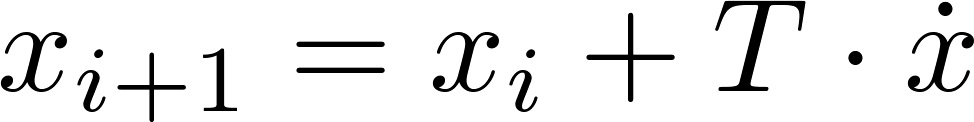 x_{i+1} = x_i + T · ẋ